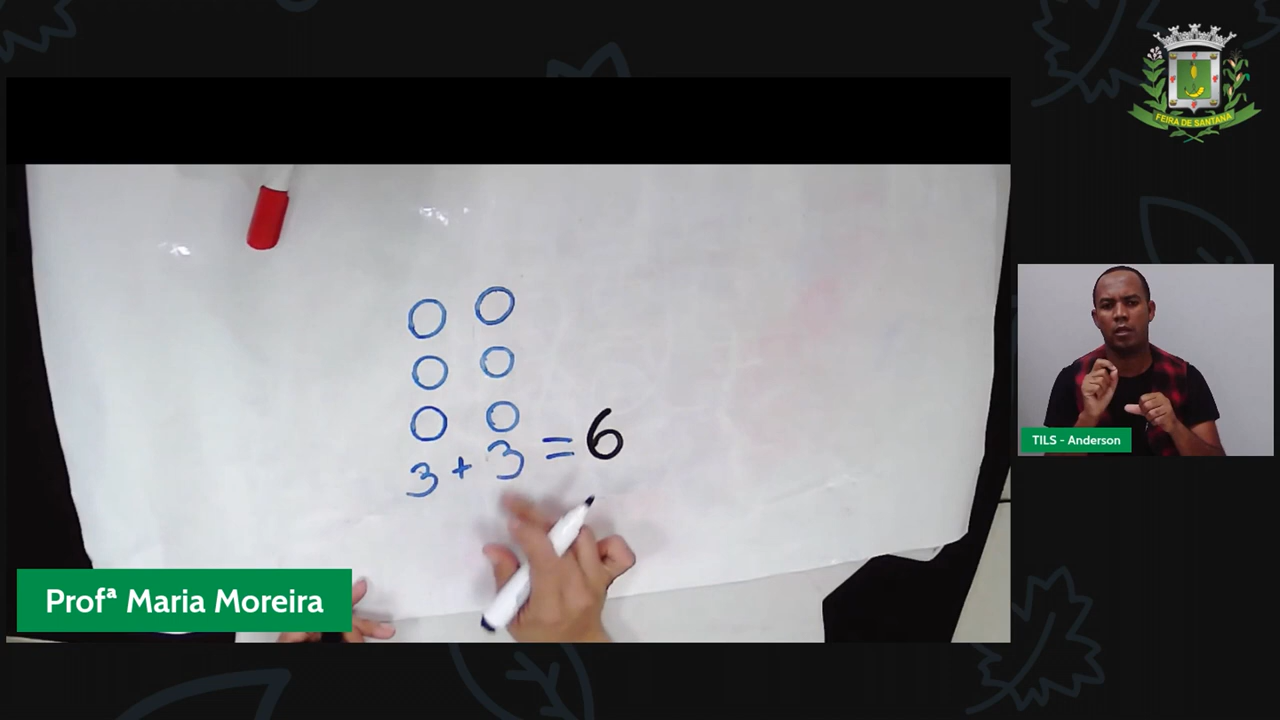 FEIRA DE SANTANA
3 + 3 = 6
TILS - Anderson
Profª Maria Moreira